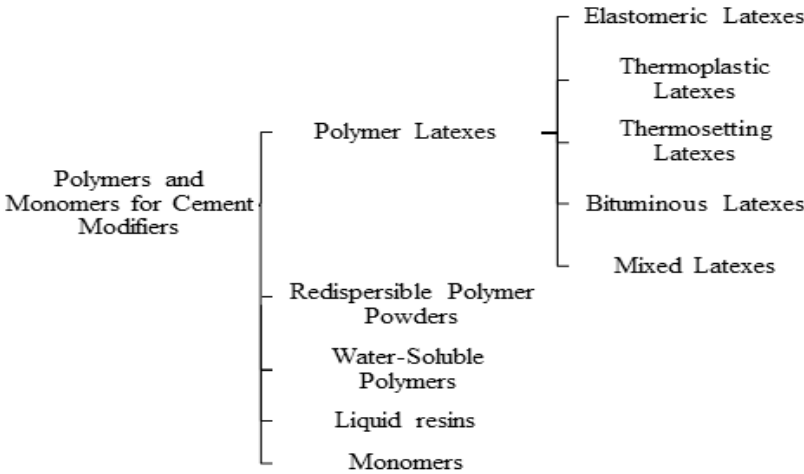 Polymers and
Monomers for Cement
Modifiers
Polymer Latexes
Elastomeric Latexes
Thermoplastic
Latexes
Thermosetting
Latexes
Bituminous Latexes
Mixed Latexes
Redispersible Polymer
Powders
Water-Soluble
Polymers
Liquid resins
Monomers